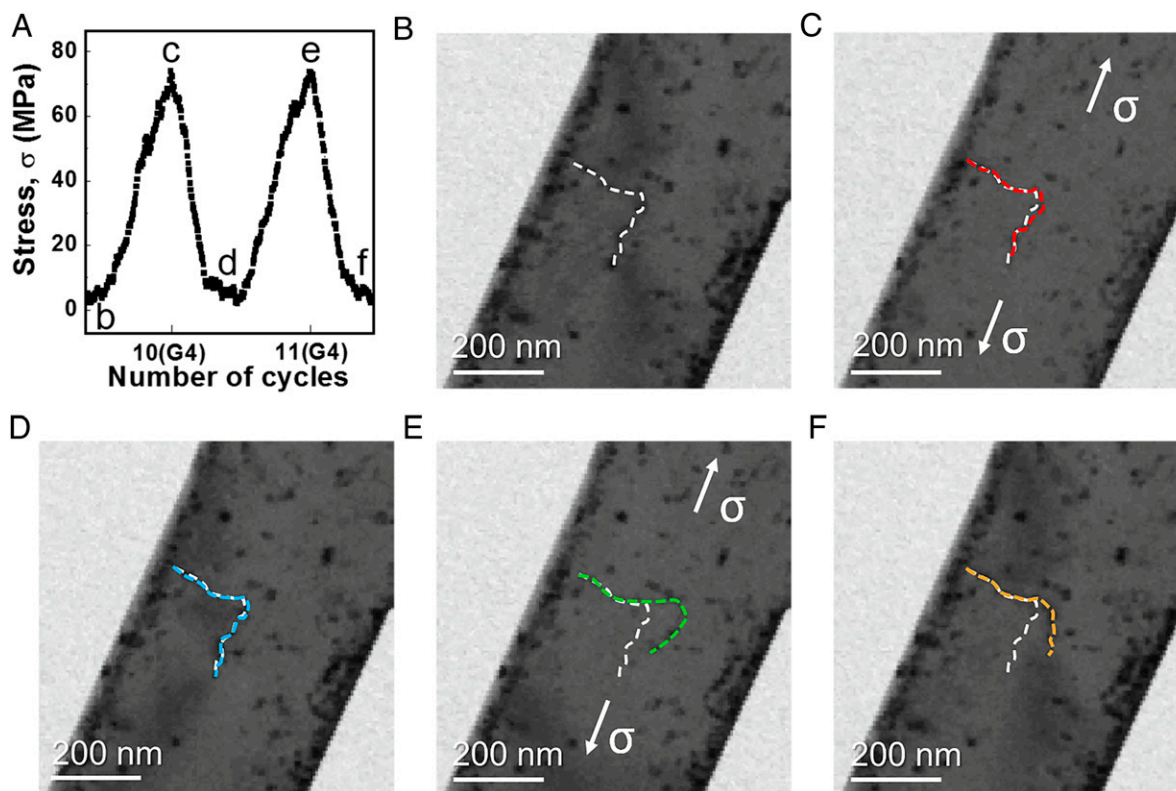 A
Stress, σ (MPa)
80
60
40
20
0
b
c
d
e
f
10(G4)
11(G4)
Number of cycles
B
200 nm
C
σ
σ
200 nm
D
200 nm
E
σ
σ
200 nm
F
200 nm